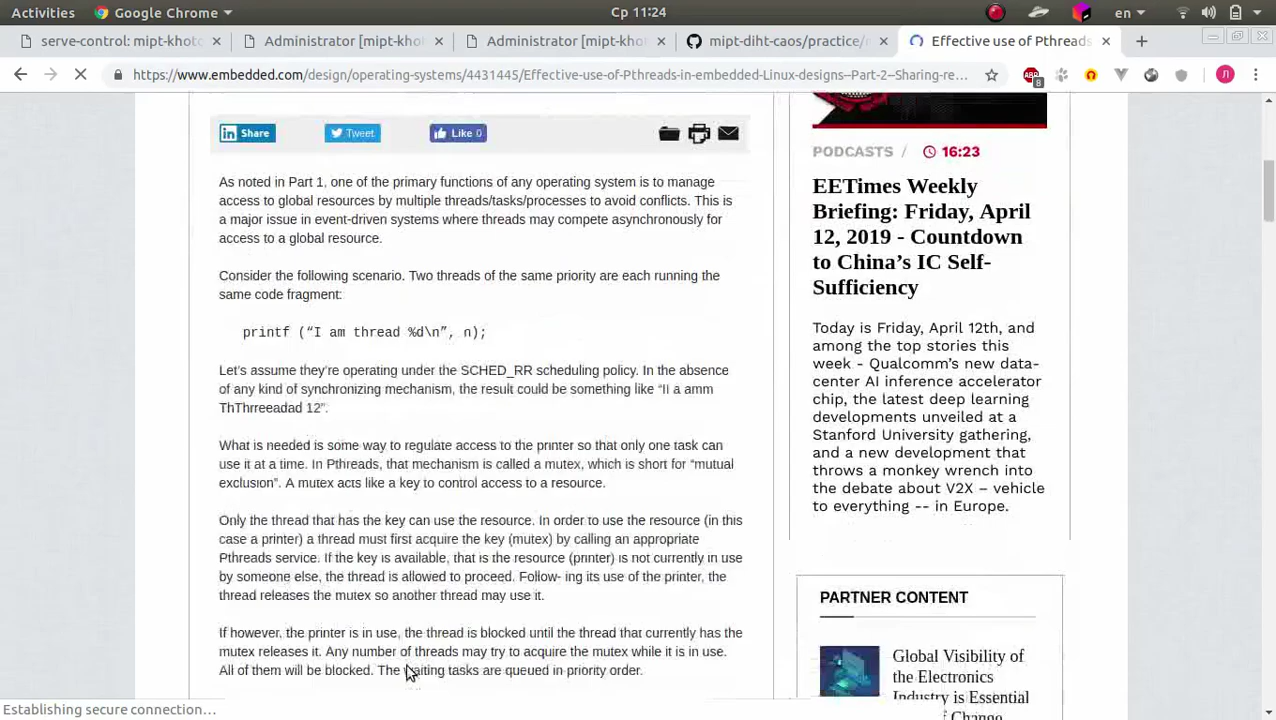 Activities
Google Chrome
Ср 11:24
en
serve-control: mipt-khot
Administrator [mipt-kho
Administrator [mipt-kho
mipt-diht-caos/practice/
Effective use of Pthreads
https://www.embedded.com/design/operating-systems/4431445/Effective-use-of-Pthreads-in-embedded-Linux-designs--Part-2--Sharing-re...
8
Л
Share
Tweet
Like 0
As noted in Part 1, one of the primary functions of any operating system is to manage
access to global resources by multiple threads/tasks/processes to avoid conflicts. This is
a major issue in event-driven systems where threads may compete asynchronously for
access to a global resource.
Consider the following scenario. Two threads of the same priority are each running the
same code fragment:
printf (“I am thread %d\n”, n);
Let’s assume they’re operating under the SCHED_RR scheduling policy. In the absence
of any kind of synchronizing mechanism, the result could be something like “II a amm
ThThrreeadad 12”.
What is needed is some way to regulate access to the printer so that only one task can
use it at a time. In Pthreads, that mechanism is called a mutex, which is short for “mutual
exclusion”. A mutex acts like a key to control access to a resource.
Only the thread that has the key can use the resource. In order to use the resource (in this
case a printer) a thread must first acquire the key (mutex) by calling an appropriate
Pthreads service. If the key is available, that is the resource (printer) is not currently in use
by someone else, the thread is allowed to proceed. Follow- ing its use of the printer, the
thread releases the mutex so another thread may use it.
If however, the printer is in use, the thread is blocked until the thread that currently has the
mutex releases it. Any number of threads may try to acquire the mutex while it is in use.
All of them will be blocked. The waiting tasks are queued in priority order.
PODCASTS / 16:23
EETimes Weekly
Briefing: Friday, April
12, 2019 - Countdown
to China’s IC Self-
Sufficiency
Today is Friday, April 12th, and
among the top stories this
week - Qualcomm’s new data-
center AI inference accelerator
chip, the latest deep learning
developments unveiled at a
Stanford University gathering,
and a new development that
throws a monkey wrench into
the debate about V2X – vehicle
to everything -- in Europe.
PARTNER CONTENT
Global Visibility of
the Electronics
Industry is Essential
Change
Establishing secure connection...